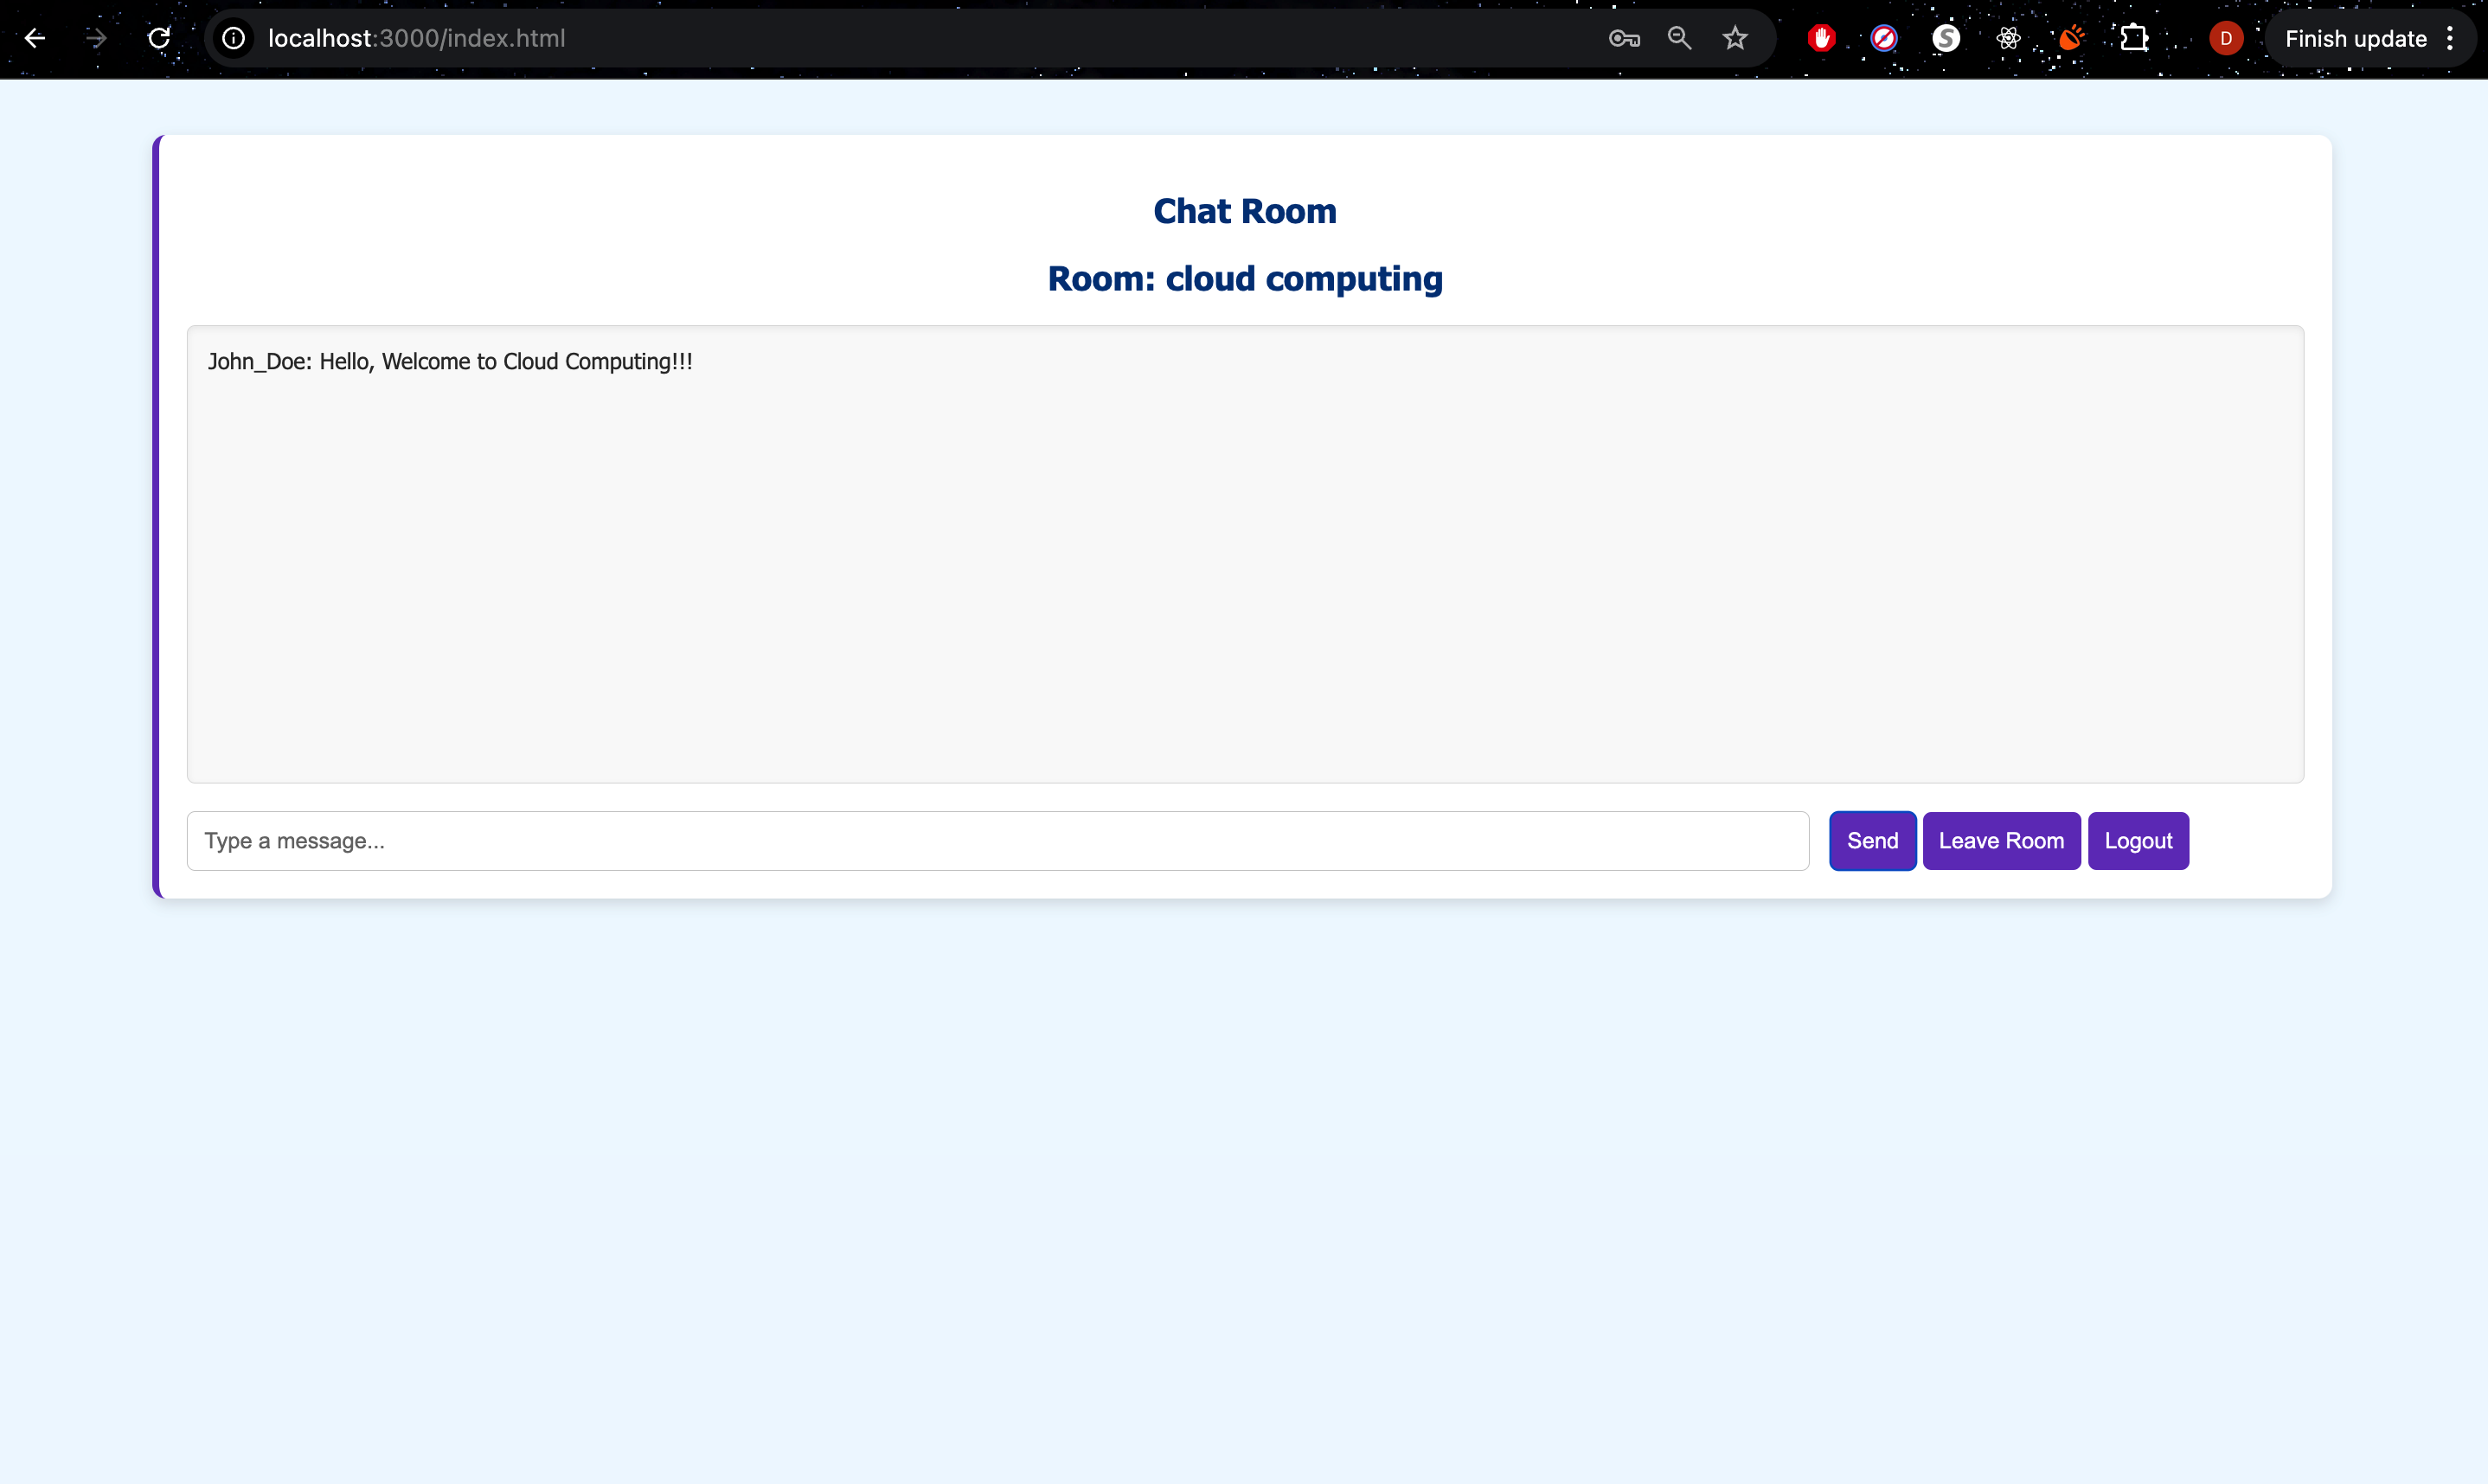 localhost:3000/index.html
S
D
Finish update
Chat Room
Room: cloud computing
John_Doe: Hello, Welcome to Cloud Computing!!!
Type a message...
Send
Leave Room
Logout